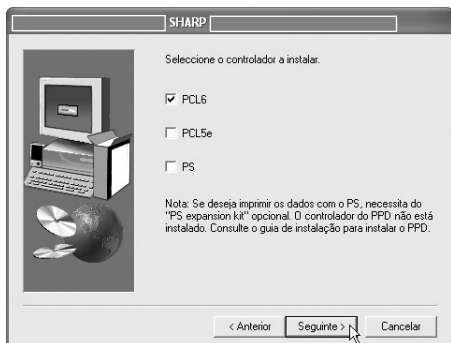 SHARP
Seleccione o controlador a instalar.
PCL6
PCL5e
PS
Nota: Se deseja imprimir os dados com o PS, necessita do
"PS expansion kit" opcional. O controlador do PPD não está
instalado. Consulte o guia de instalação para instalar o PPD.
< Anterior
Seguinte >
Cancelar